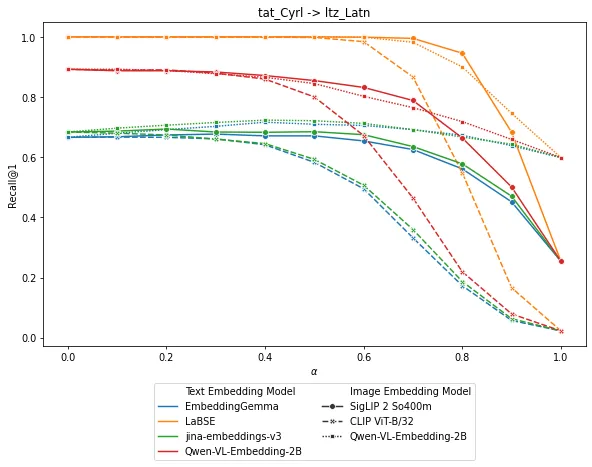 tat_Cyrl -> ltz_Latn
1.0
0.8
0.6
0.4
0.2
0.0
Recall@1
0.0 0.2 0.4 0.6 0.8 1.0
α
Text Embedding Model Image Embedding Model
EmbeddingGemma SigLIP 2 So400m
LaBSE CLIP ViT-B/32
jina-embeddings-v3 Qwen-VL-Embedding-2B
Qwen-VL-Embedding-2B